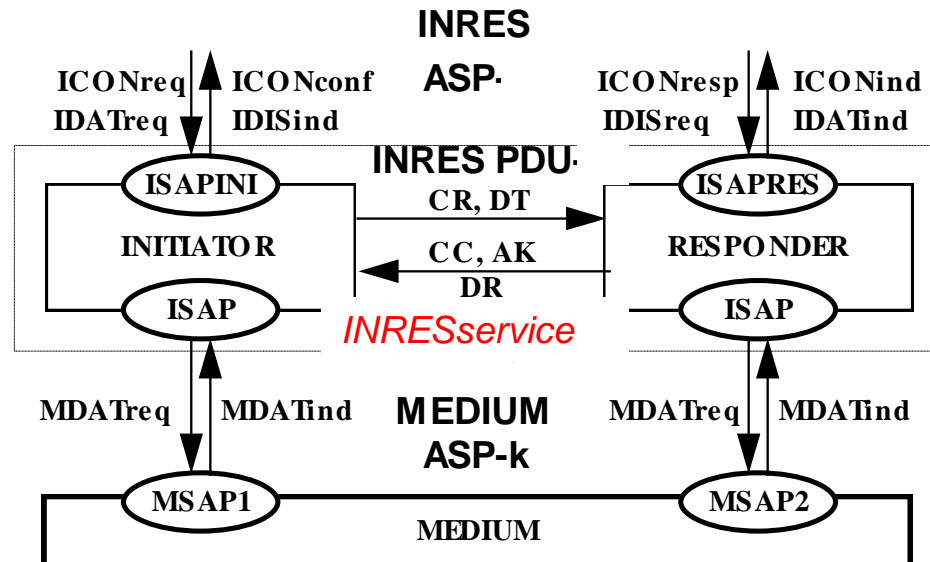 INRES
ICONreq ICONconf ASP. ICONresp ICONind
IDATreq IDISind IDISreq IDATind
INRES PDU.
ISAPINI ISAPRES
CR, DT
INITIATOR CC, AK RESPONDER
DR
ISAP ISAP
INRESservice
MDATreq MDATind MEDIUM MDATreq MDATind
ASP-k
MSAP1 MSAP2
MEDIUM